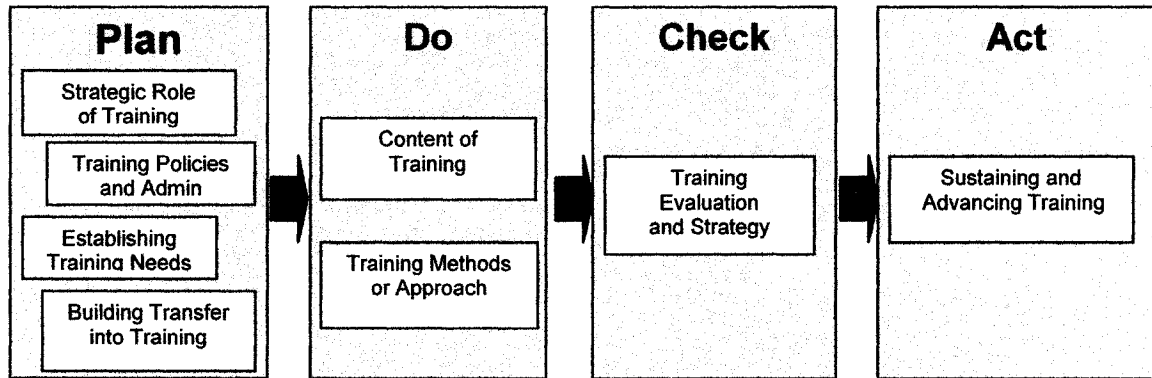 Plan
Strategic Role
of Training
Training Policies
and Admin
Establishing
Training Needs
Building Transfer
into Training
Do
Content of
Training
Training Methods
or Approach
Check
Training
Evaluation
and Strategy
Act
Sustaining and
Advancing Training